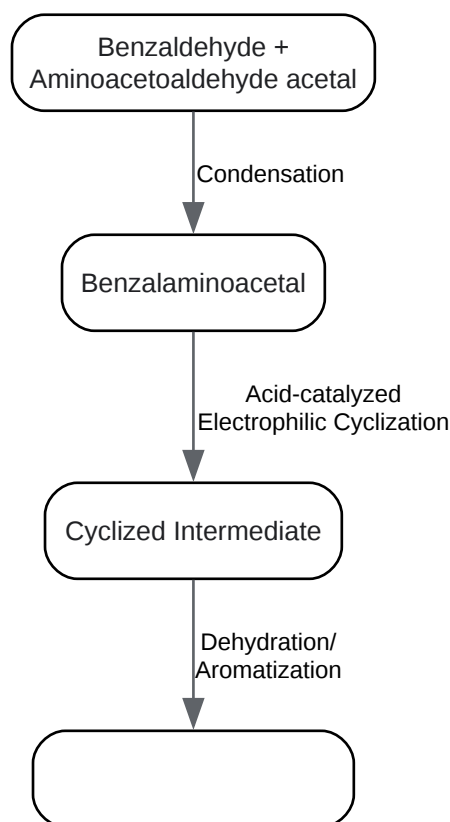 Benzaldehyde +
Aminoacetoaldehyde acetal
Condensation
Benzalaminoacetal
Acid-catalyzed
Electrophilic Cyclization
Cyclized Intermediate
Dehydration/
Aromatization